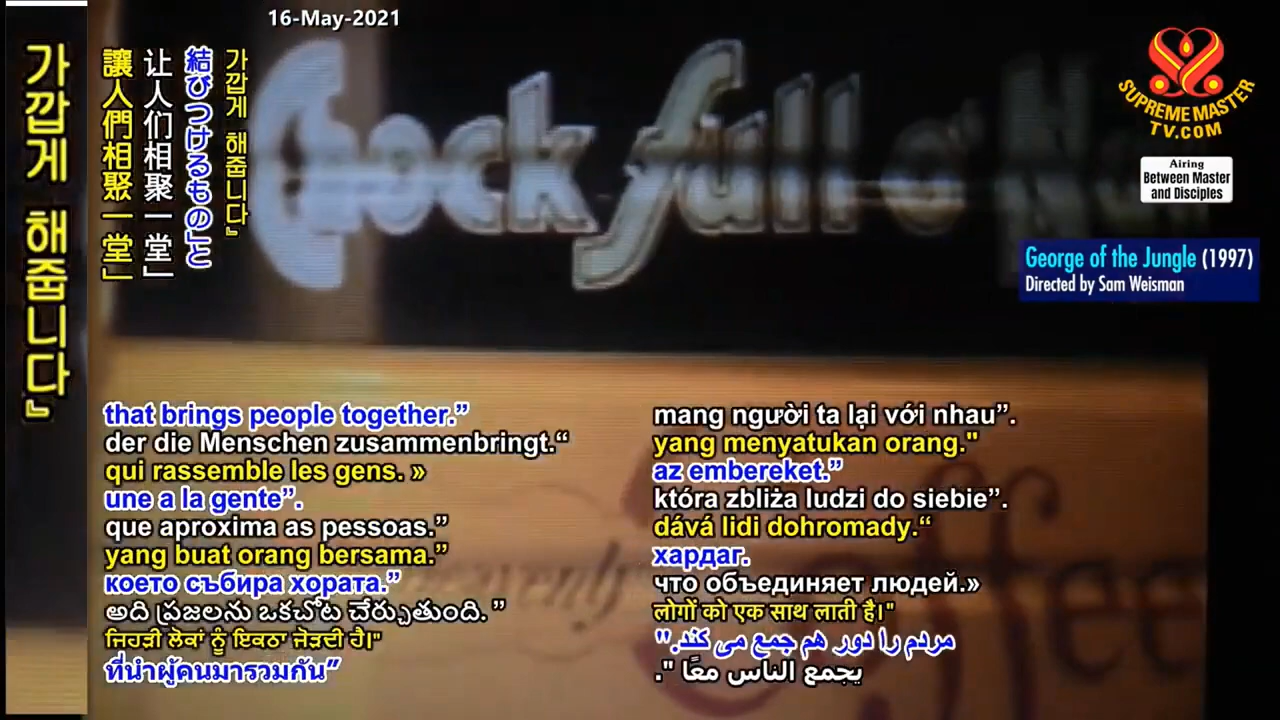 16-May-2021
가깝게 해줍니다』
가깝게 해줍니다』
結びつけるもの」と
让人们相聚一堂」
讓人們相聚一堂」
Chock full o'
SUPREME MASTER
TV.COM
Airing
Between Master
and Disciples
George of the Jungle (1997)
Directed by Sam Weisman
that brings people together.”
der die Menschen zusammenbringt.“
qui rassemble les gens. »
une a la gente”.
que aproxima as pessoas.”
yang buat orang bersama.”
което събира хората.”
అది ప్రజలను ఒకచోట చేర్చుతుంది. ”
ਜਿਹੜੀ ਲੋਕਾਂ ਨੂੰ ਇਕਠਾ ਜੋੜਦੀ ਹੈ।"
ที่นำผู้คนมารวมกัน”
mang người ta lại với nhau”.
yang menyatukan orang."
az embereket.”
która zbliża ludzi do siebie”.
dává lidi dohromady.“
хардаг.
что объединяет людей.»
लोगों को एक साथ लाती है।"
مردم را دور هم جمع می کند."
يجمع الناس معًا ".